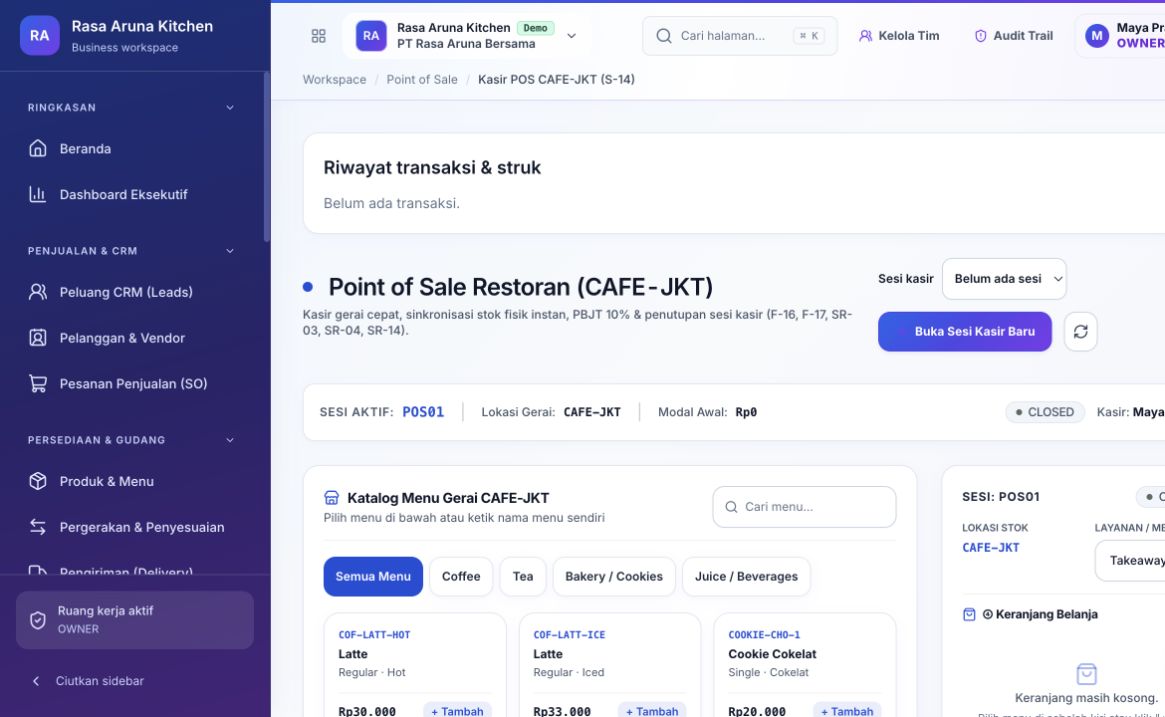 RA
Rasa Aruna Kitchen
Business workspace
RINGKASAN
Beranda
Dashboard Eksekutif
PENJUALAN & CRM
Peluang CRM (Leads)
Pelanggan & Vendor
Pesanan Penjualan (SO)
PERSEDIAAN & GUDANG
Produk & Menu
Pergerakan & Penyesuaian
Pengiriman (Delivery)
Ruang kerja aktif
OWNER
Ciutkan sidebar
RA
Rasa Aruna Kitchen Demo
PT Rasa Aruna Bersama
Cari halaman... ⌘ K
Kelola Tim
Audit Trail
M
Maya Pr
OWNER
Workspace / Point of Sale / Kasir POS CAFE-JKT (S-14)
Riwayat transaksi & struk
Belum ada transaksi.
Point of Sale Restoran (CAFE-JKT)
Kasir gerai cepat, sinkronisasi stok fisik instan, PBJT 10% & penutupan sesi kasir (F-16, F-17, SR-
03, SR-04, SR-14).
Sesi kasir Belum ada sesi
Buka Sesi Kasir Baru
SESI AKTIF: POS01 Lokasi Gerai: CAFE-JKT Modal Awal: Rp0
CLOSED Kasir: Maya
Katalog Menu Gerai CAFE-JKT
Pilih menu di bawah atau ketik nama menu sendiri
Cari menu...
Semua Menu Coffee Tea Bakery / Cookies Juice / Beverages
COF-LATT-HOT
Latte
Regular · Hot
Rp30.000 + Tambah
COF-LATT-ICE
Latte
Regular · Iced
Rp33.000 + Tambah
COOKIE-CHO-1
Cookie Cokelat
Single · Cokelat
Rp20.000 + Tambah
SESI: POS01
LOKASI STOK
CAFE-JKT
LAYANAN / ME
Takeaway
Keranjang Belanja
Keranjang masih kosong.